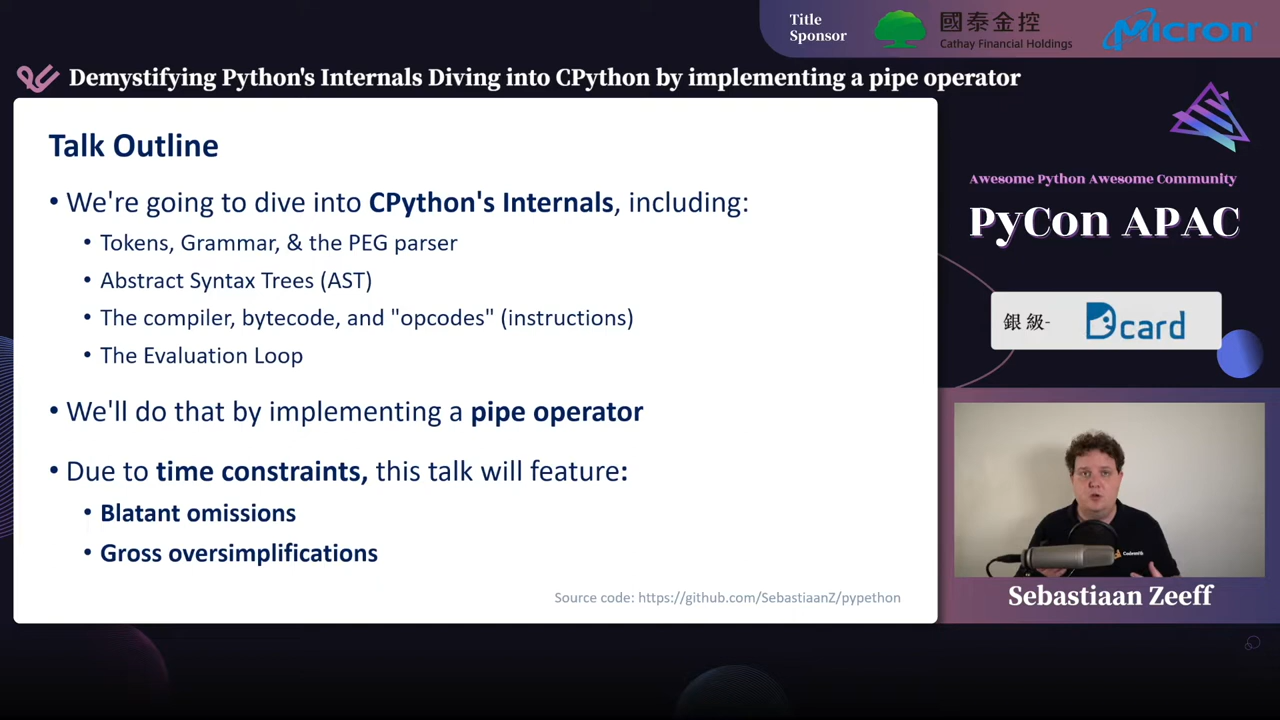 Title
Sponsor
國泰金控
Cathay Financial Holdings
Micron
Demystifying Python's Internals Diving into CPython by implementing a pipe operator
Talk Outline
• We're going to dive into CPython's Internals, including:
• Tokens, Grammar, & the PEG parser
• Abstract Syntax Trees (AST)
• The compiler, bytecode, and "opcodes" (instructions)
• The Evaluation Loop
• We'll do that by implementing a pipe operator
• Due to time constraints, this talk will feature:
• Blatant omissions
• Gross oversimplifications
Source code: https://github.com/SebastiaanZ/pypethon
Awesome Python Awesome Community
PyCon APAC
銀級-
Dcard
Sebastiaan Zeeff